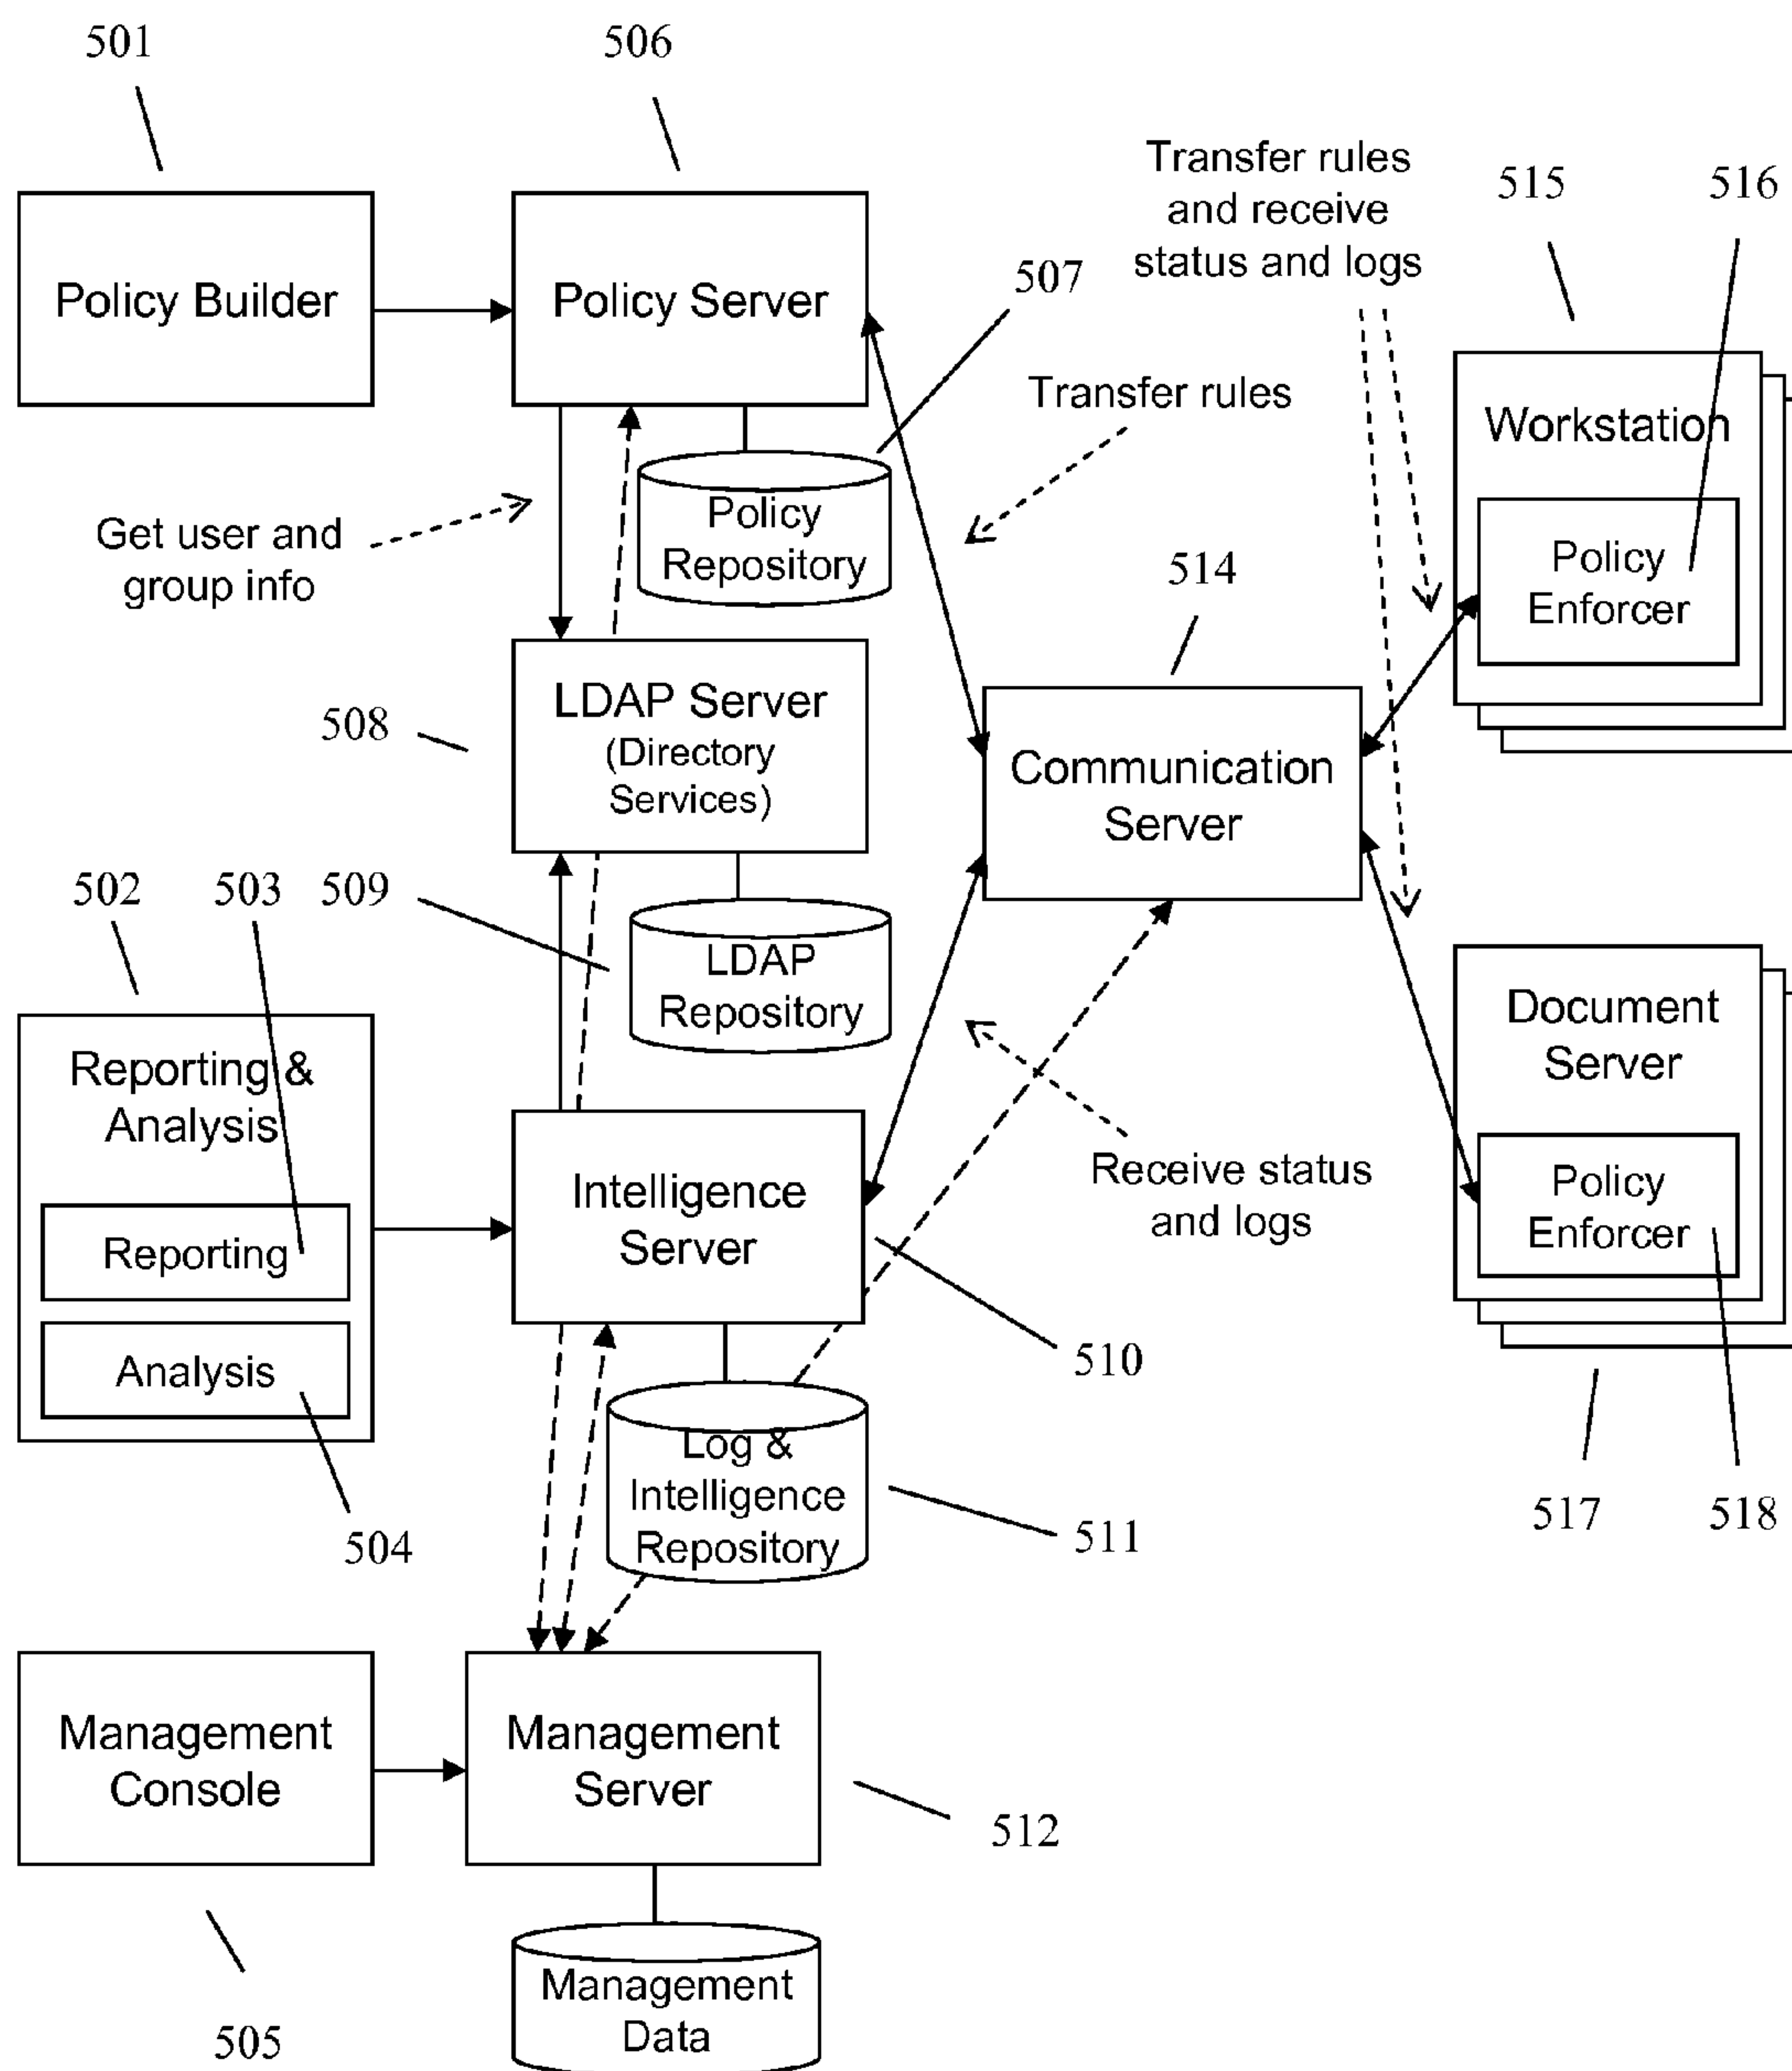 501
506
Transfer rules
and receive
status and logs
515
516
507
Policy Builder
Policy Server
Transfer rules
Workstation
Get user and
group info
Policy
Repository
Policy
Enforcer
514
508
LDAP Server
(Directory
Services)
Communication
Server
502
503
509
LDAP
Repository
Document
Server
Reporting &
Analysis
Reporting
Analysis
Intelligence
Server
Receive status
and logs
Policy
Enforcer
510
504
Log &
Intelligence
Repository
511
517
518
Management
Console
Management
Server
512
505
Management
Data